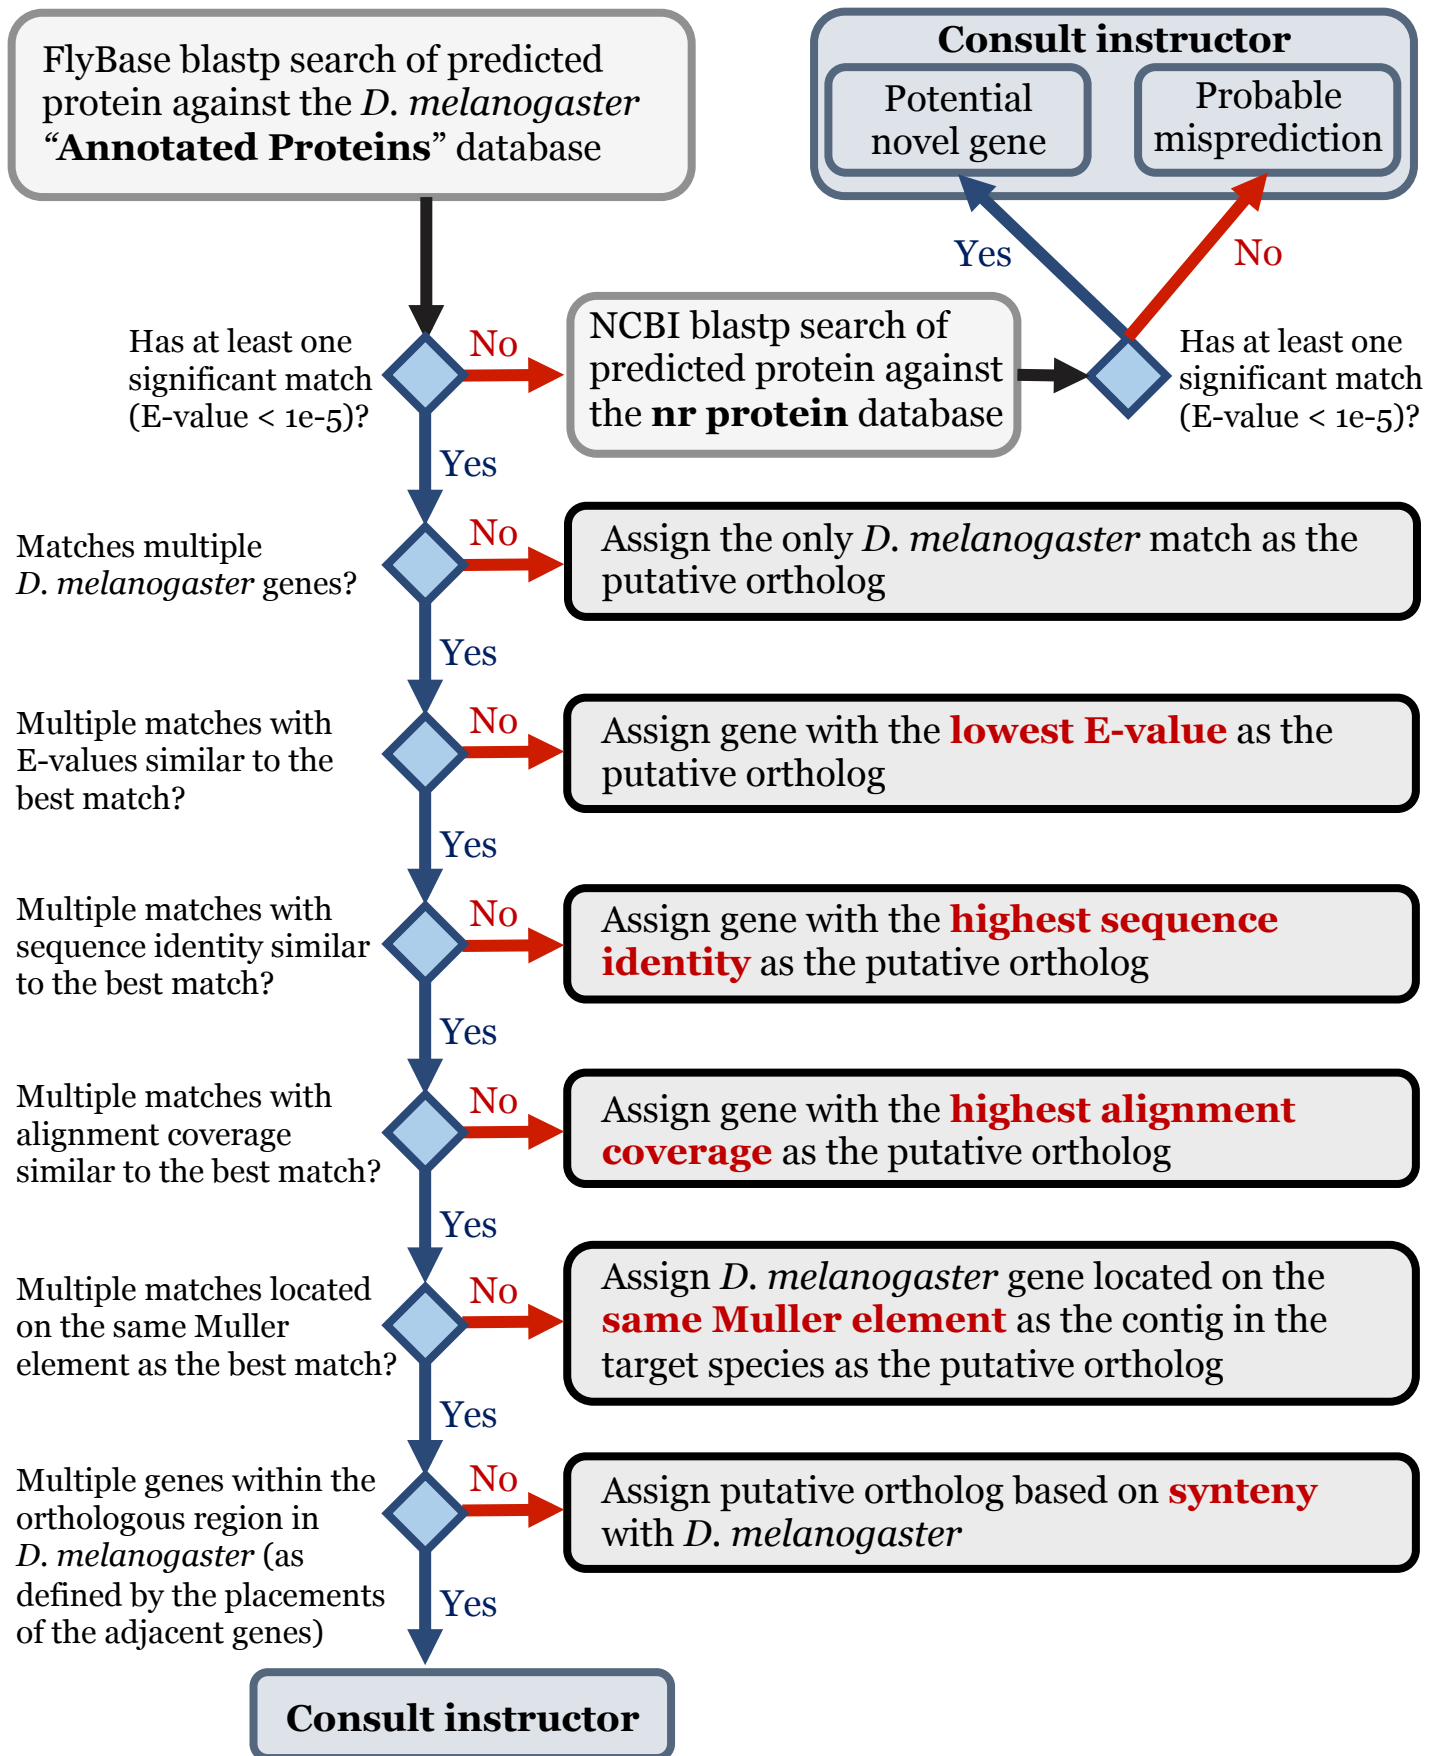 FlyBase blastp search of predicted
protein against the D. melanogaster
“Annotated Proteins” database
Consult instructor
Potential
novel gene
Probable
misprediction
Yes
No
Has at least one
significant match
(E-value < 1e-5)?
No
NCBI blastp search of
predicted protein against
the nr protein database
Has at least one
significant match
(E-value < 1e-5)?
Yes
Matches multiple
D. melanogaster genes?
No
Assign the only D. melanogaster match as the
putative ortholog
Yes
Multiple matches with
E-values similar to the
best match?
No
Assign gene with the lowest E-value as the
putative ortholog
Yes
Multiple matches with
sequence identity similar
to the best match?
No
Assign gene with the highest sequence
identity as the putative ortholog
Yes
Multiple matches with
alignment coverage
similar to the best match?
No
Assign gene with the highest alignment
coverage as the putative ortholog
Yes
Multiple matches located
on the same Muller
element as the best match?
No
Assign D. melanogaster gene located on the
same Muller element as the contig in the
target species as the putative ortholog
Yes
Multiple genes within the
orthologous region in
D. melanogaster (as
defined by the placements
of the adjacent genes)
No
Assign putative ortholog based on synteny
with D. melanogaster
Yes
Consult instructor